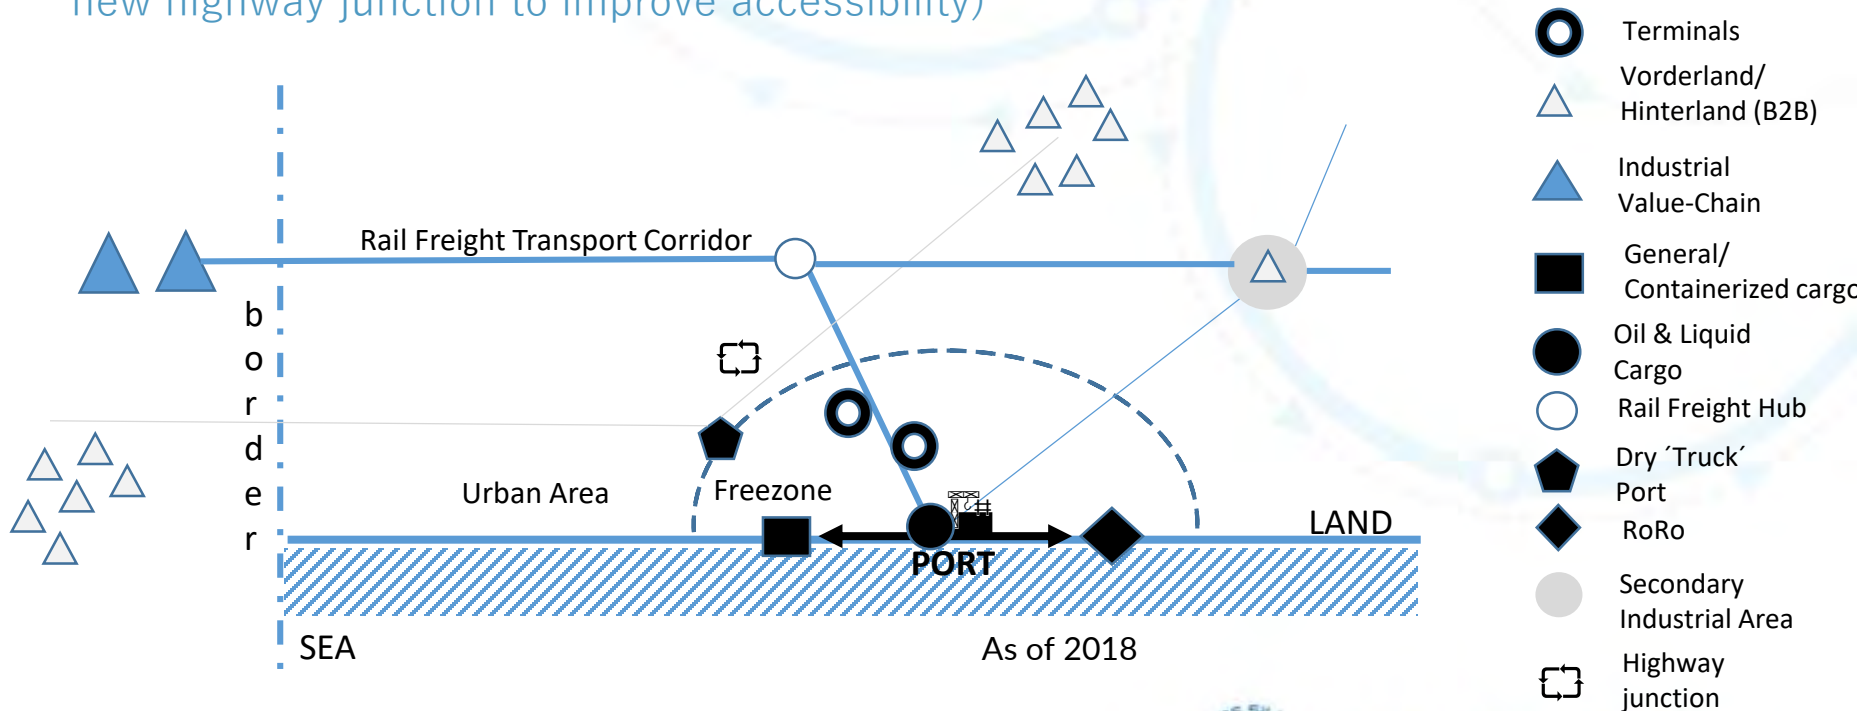 new highway junction to improve accessibility)
Terminals
Vorderland/
Hinterland (B2B)
Industrial
Value-Chain
General/
Containerized cargo
Oil & Liquid
Cargo
Rail Freight Hub
Dry ´Truck´
Port
RoRo
Secondary
Industrial Area
Highway
junction
Rail Freight Transport Corridor
b
o
r
d
e
r
Urban Area
Freezone
LAND
PORT
SEA
As of 2018